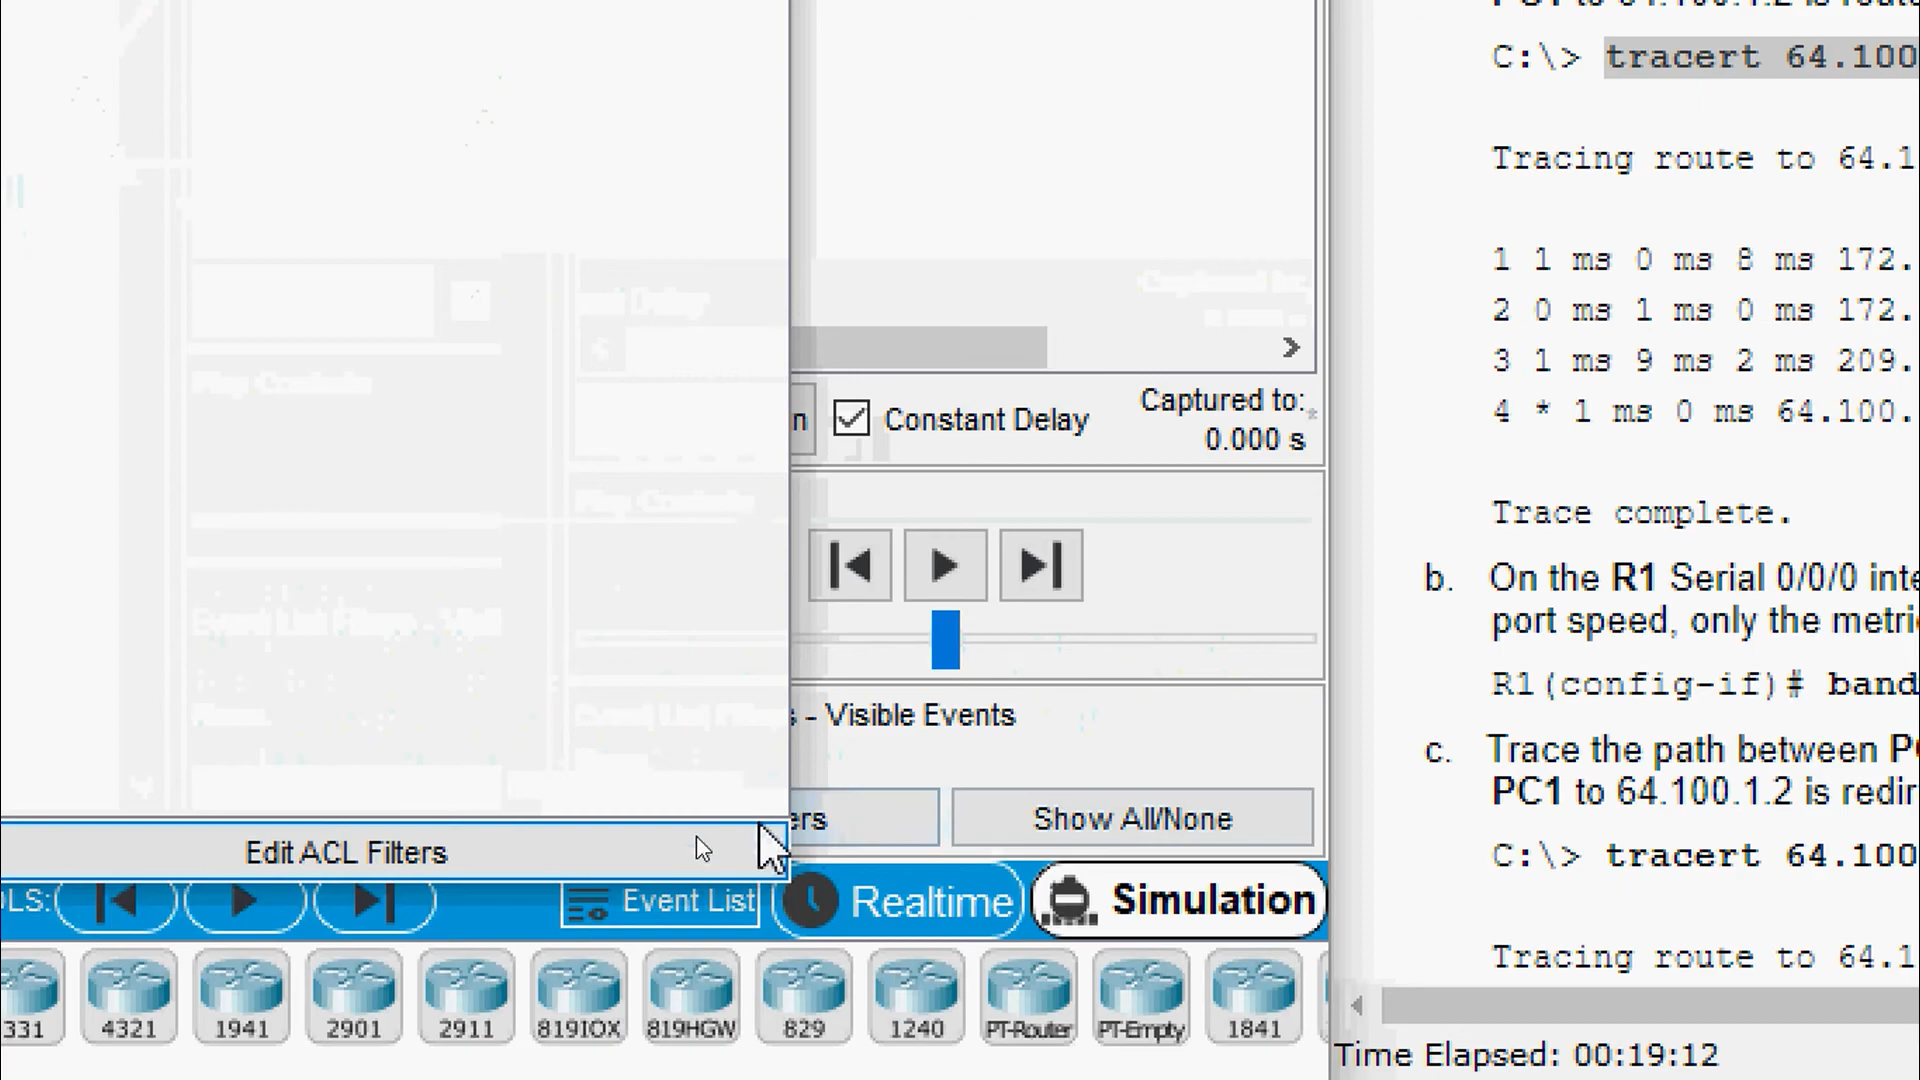 C:\> tracert 64.100
Tracing route to 64.1
1 1 ms 0 ms 8 ms 172.
2 0 ms 1 ms 0 ms 172.
3 1 ms 9 ms 2 ms 209.
4 * 1 ms 0 ms 64.100.
Trace complete.
b. On the R1 Serial 0/0/0 inte
port speed, only the metri
R1(config-if)# band
c. Trace the path between P
PC1 to 64.100.1.2 is redir
C:\> tracert 64.100
Tracing route to 64.1
Time Elapsed: 00:19:12
Constant Delay
Captured to:
0.000 s
Play Controls
Play Controls
- Visible Events
ers
Show All/None
Edit ACL Filters
Event List
Realtime
Simulation
331
4321
1941
2901
2911
819IOX
819HGW
829
1240
PT-Router
PT-Empty
1841